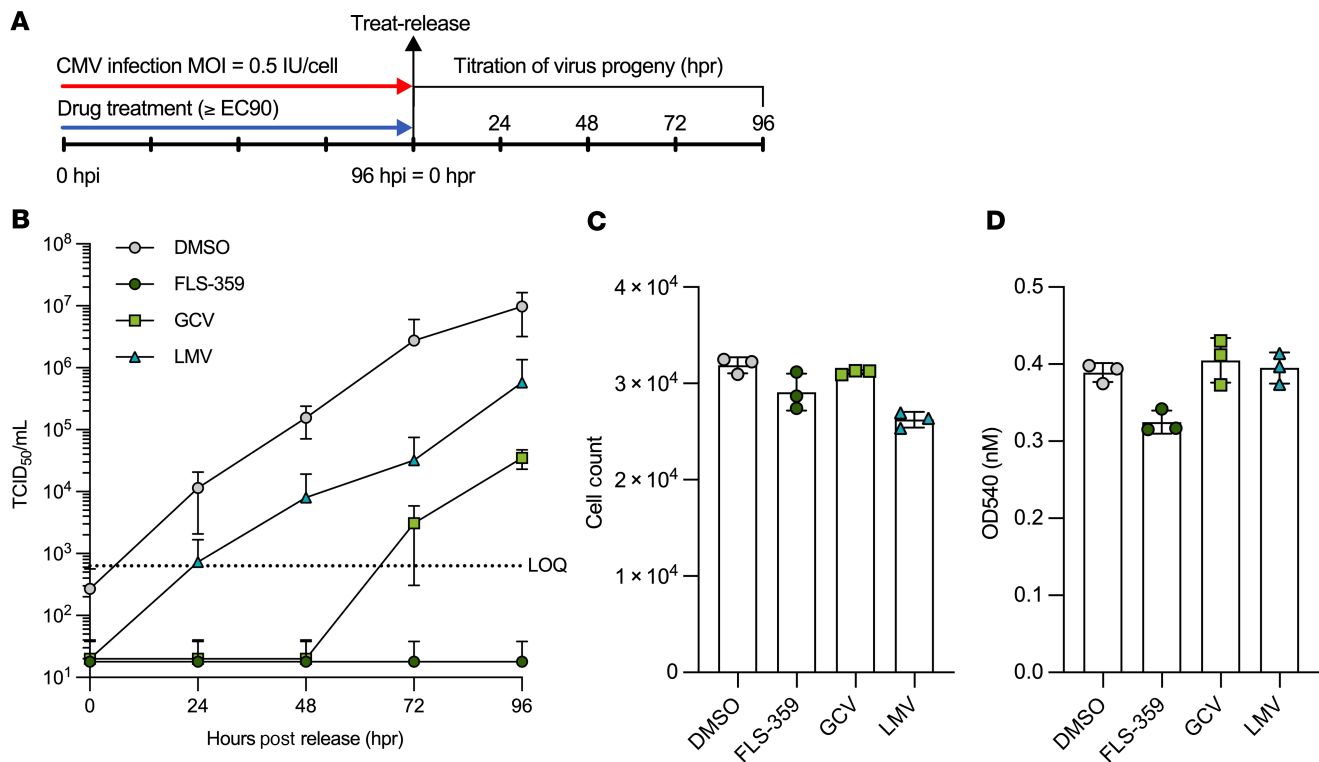 A
Treat-release
CMV infection MOI = 0.5 IU/cell
Titration of virus progeny (hpr)
Drug treatment (≥ EC90)
24 48 72 96
0 hpi
96 hpi = 0 hpr
B
DMSO
FLS-359
GCV
LMV
10⁸
10⁷
10⁶
10⁵
10⁴
10³
10²
10¹
TCID₅₀/mL
LOQ
0 24 48 72 96
Hours post release (hpr)
C
4 × 10⁴
3 × 10⁴
2 × 10⁴
1 × 10⁴
0
Cell count
DMSO
FLS-359
GCV
LMV
D
0.5
0.4
0.3
0.2
0.1
0.0
OD540 (nM)
DMSO
FLS-359
GCV
LMV